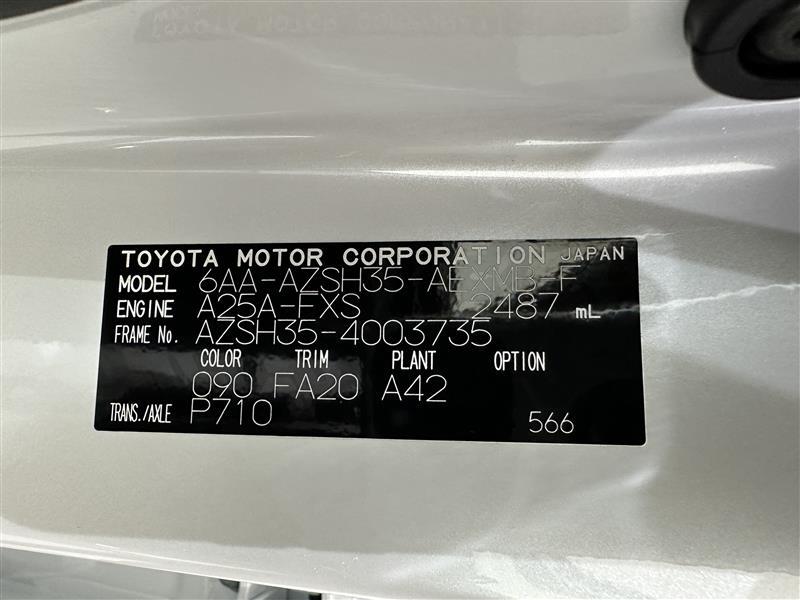 TOYOTA MOTOR CORPORATION JAPAN
MODEL 6AA-AZSH35-AEXMB-F
ENGINE A25A-FXS 2487 mL
FRAME No. AZSH35-4003735
COLOR TRIM PLANT OPTION
090 FA20 A42
TRANS./AXLE P710 566